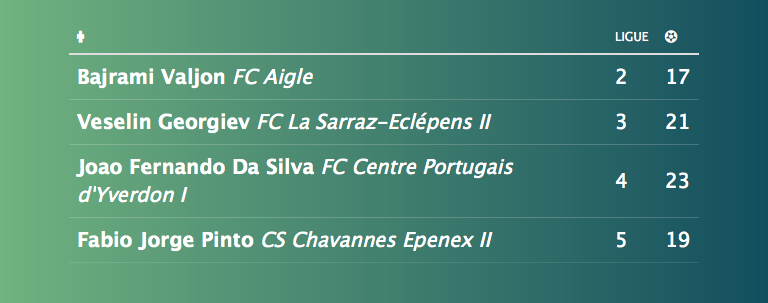 LIGUE
Bajrami Valjon FC Aigle 2 17
Veselin Georgiev FC La Sarraz-Eclépens II 3 21
Joao Fernando Da Silva FC Centre Portugais
d'Yverdon I 4 23
Fabio Jorge Pinto CS Chavannes Epenex II 5 19